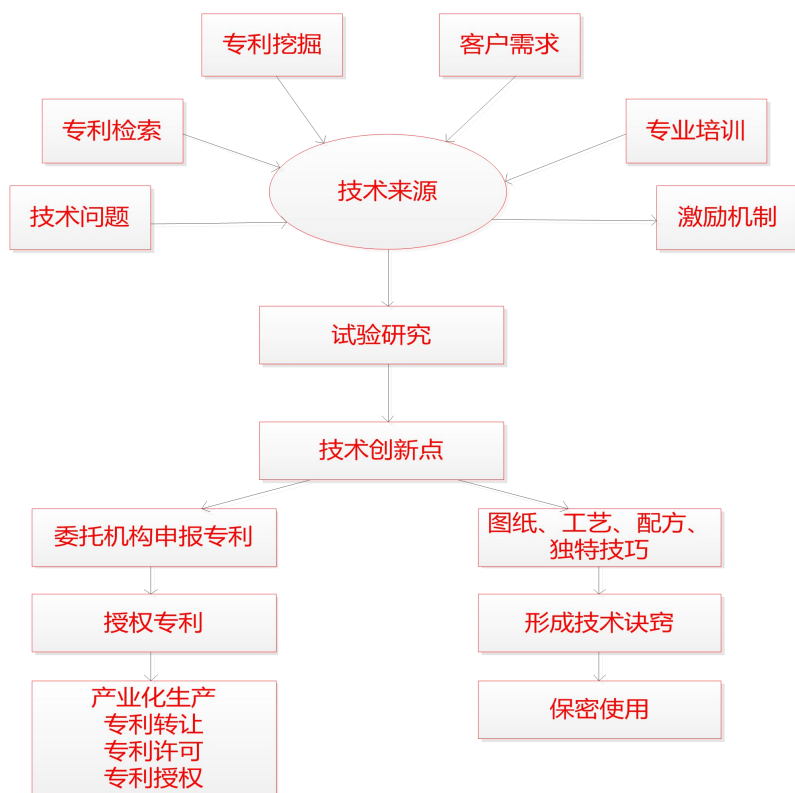 专利挖掘
客户需求
专利检索
专业培训
技术来源
技术问题
激励机制
试验研究
技术创新点
委托机构申报专利
图纸、工艺、配方、
独特技巧
授权专利
形成技术诀窍
产业化生产
专利转让
专利许可
专利授权
保密使用